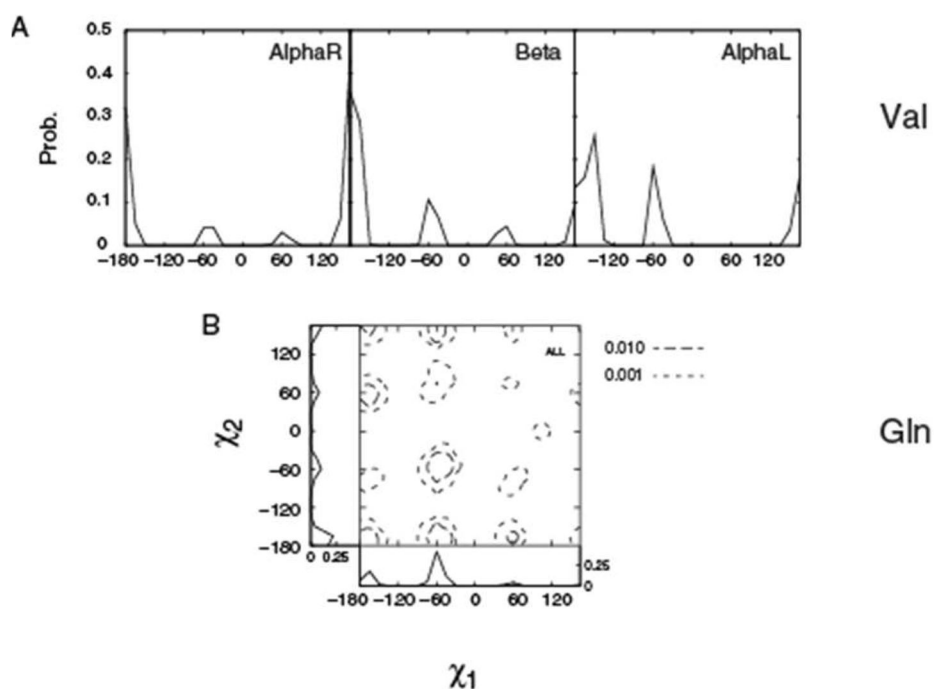 A
0.5
0.4
0.3
0.2
0.1
0
Prob.
AlphaR
Beta
AlphaL
Val
-180 -120 -60 0 60 120
-120 -60 0 60 120
-120 -60 0 60 120
B
120
60
0
-60
-120
-180
χ2
ALL
0.010
0.001
Gln
0 0.25
0.25
0
-180 -120 -60 0 60 120
χ1